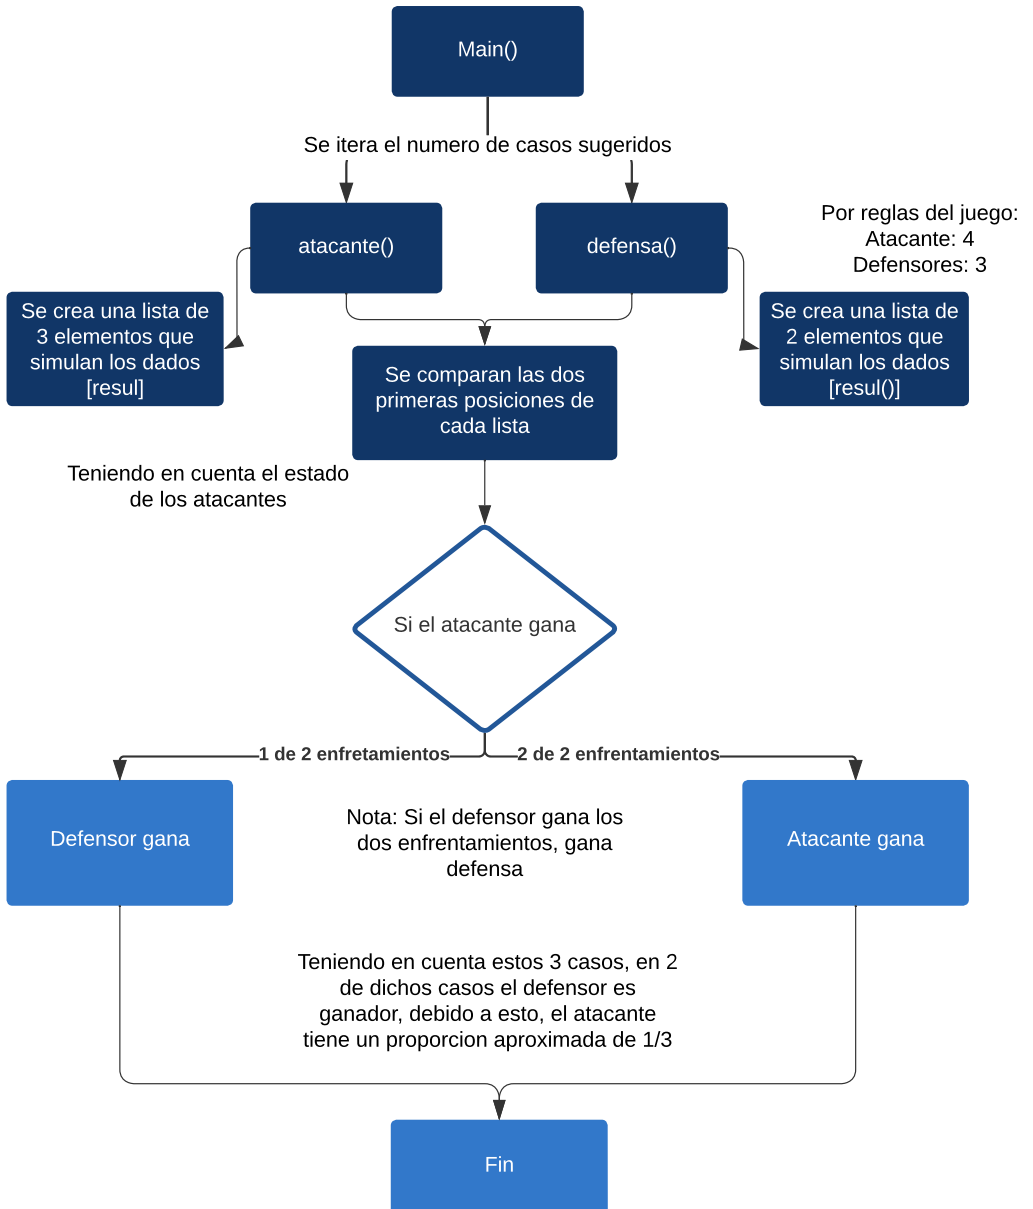 Main()
Se itera el numero de casos sugeridos
atacante()
defensa()
Por reglas del juego:
Atacante: 4
Defensores: 3
Se crea una lista de
3 elementos que
simulan los dados
[resul]
Se crea una lista de
2 elementos que
simulan los dados
[resul()]
Se comparan las dos
primeras posiciones de
cada lista
Teniendo en cuenta el estado
de los atacantes
Si el atacante gana
1 de 2 enfretamientos
2 de 2 enfrentamientos
Defensor gana
Nota: Si el defensor gana los
dos enfrentamientos, gana
defensa
Atacante gana
Teniendo en cuenta estos 3 casos, en 2
de dichos casos el defensor es
ganador, debido a esto, el atacante
tiene un proporcion aproximada de 1/3
Fin